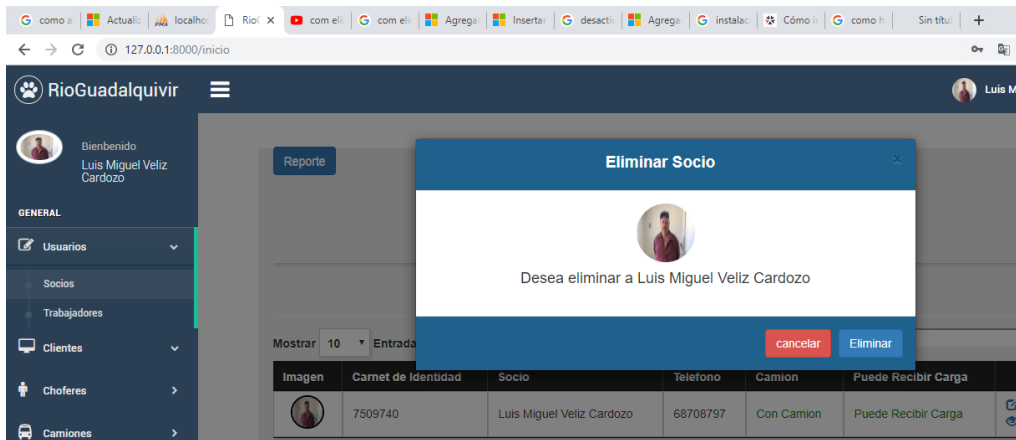 como a
Actualiz
localhos
RioG
com eli
com eli
Agrega
Insertar
desactiv
Agrega
instalac
Cómo i
como h
Sin títul
127.0.0.1:8000/inicio
RioGuadalquivir
Luis M
Bienbenido
Luis Miguel Veliz
Cardozo
Reporte
Eliminar Socio
×
GENERAL
Usuarios
Socios
Trabajadores
Clientes
Choferes
Camiones
Desea eliminar a Luis Miguel Veliz Cardozo
cancelar
Eliminar
Mostrar 10 Entrada
Imagen Carnet de Identidad Socio Telefono Camion Puede Recibir Carga
7509740 Luis Miguel Veliz Cardozo 68708797 Con Camion Puede Recibir Carga